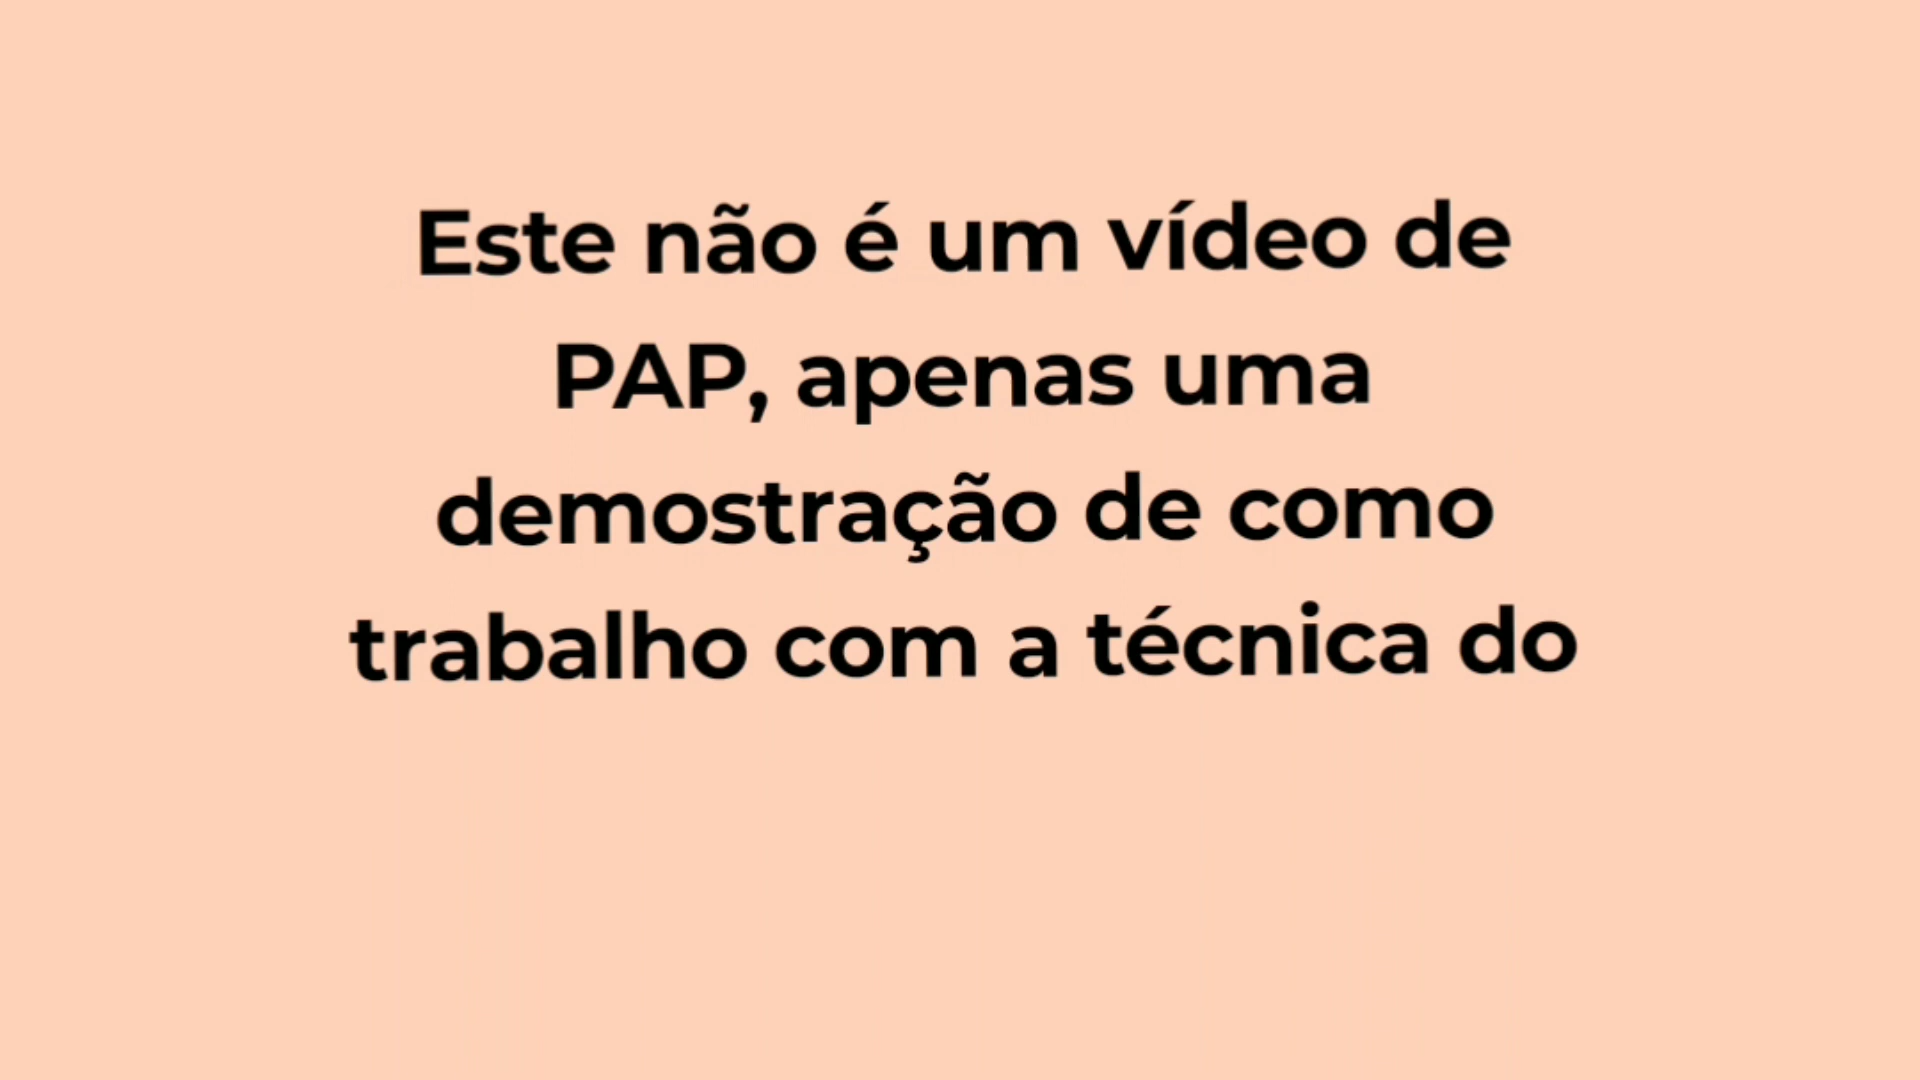 Este não é um vídeo de
PAP, apenas uma
demostração de como
trabalho com a técnica do